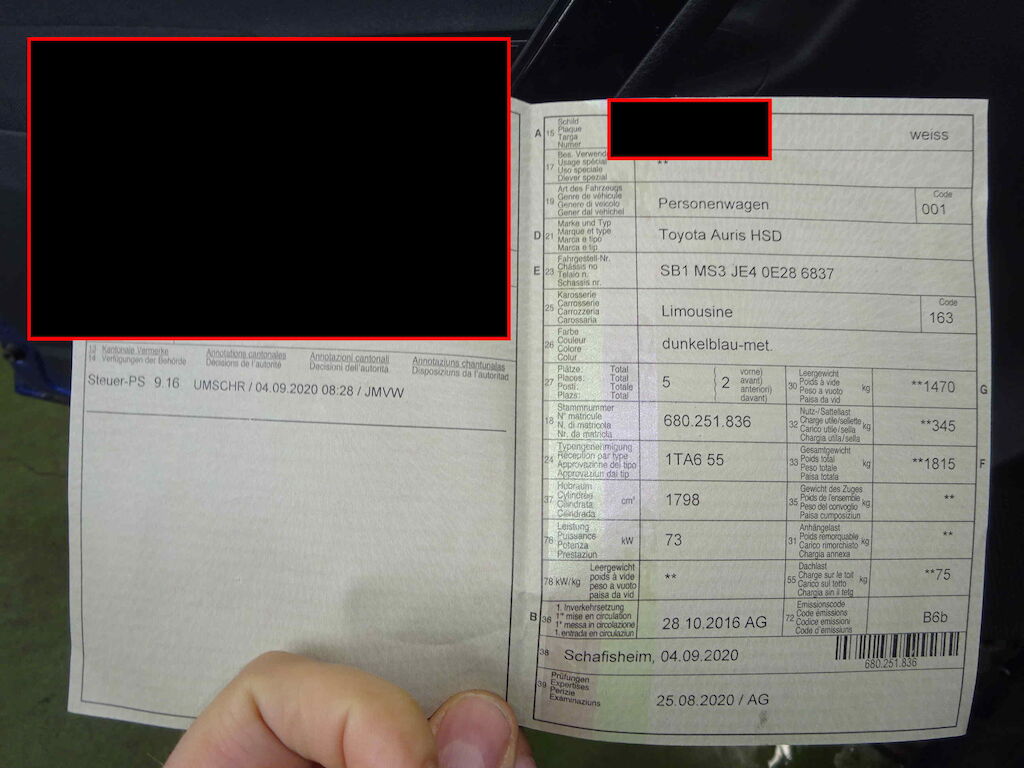 13 Kantonale Vermerke
14 Verfügungen der Behörde
Annotations cantonales
Décisions de l'autorité
Annotazioni cantonali
Decisioni dell'autorità
Annotaziuns chantunalas
Disposiziuns da l'autoritad
Steuer-PS 9.16 UMSCHR / 04.09.2020 08:28 / JMVW
A 15 Schild
Plaque
Targa
Numer
weiss
17 Bes. Verwend
Usage spécial
Uso speciale
Diever spezial
**
19 Art des Fahrzeugs
Genre de véhicule
Genere di veicolo
Gener dal vehichel
Personenwagen
Code
001
D 21 Marke und Typ
Marque et type
Marca e tipo
Marca e tip
Toyota Auris HSD
E 23 Fahrgestell-Nr.
Châssis no
Telaio n.
Schassis nr.
SB1 MS3 JE4 0E28 6837
25 Karosserie
Carrosserie
Carrozzeria
Carossaria
Limousine
Code
163
26 Farbe
Couleur
Colore
Colur
dunkelblau-met.
27 Plätze: Total
Places: Total
Posti: Totale
Plazs: Total
5 { 2 vorne)
avant)
anteriori)
davant)
30 Leergewicht
Poids à vide
Peso a vuoto
Paisa da vid
kg
**1470 G
18 Stammnummer
N° matricule
N. di matricola
Nr. da matricla
680.251.836
32 Nutz-/Sattellast
Charge utile/sellette
Carico utile/sella
Chargia utila/sella
kg
**345
24 Typengenehmigung
Réception par type
Approvazione del tipo
Approvaziun dal tip
1TA6 55
33 Gesamtgewicht
Poids total
Peso totale
Paisa totala
kg
**1815 F
37 Hubraum
Cylindrée
Cilindrata
Cilindrada
cm³
1798
35 Gewicht des Zuges
Poids de l'ensemble
Peso del convoglio
Paisa cumposiziun
kg
**
76 Leistung
Puissance
Potenza
Prestaziun
kW
73
31 Anhängelast
Poids remorquable
Carico rimorchiato
Chargia annexa
kg
**
78 kW/kg Leergewicht
poids à vide
peso a vuoto
paisa da vid
**
55 Dachlast
Charge sur le toit
Carico sul tetto
Chargia sin il tetg
kg
**75
B 36 1. Inverkehrsetzung
1re mise en circulation
1a messa in circolazione
1. entrada en circulaziun
28 10.2016 AG
72 Emissionscode
Code émissions
Codice emissioni
Code d'emissiuns
B6b
38 Schafisheim, 04.09.2020
680.251.836
39 Prüfungen
Expertises
Perizie
Examinaziuns
25.08.2020 / AG